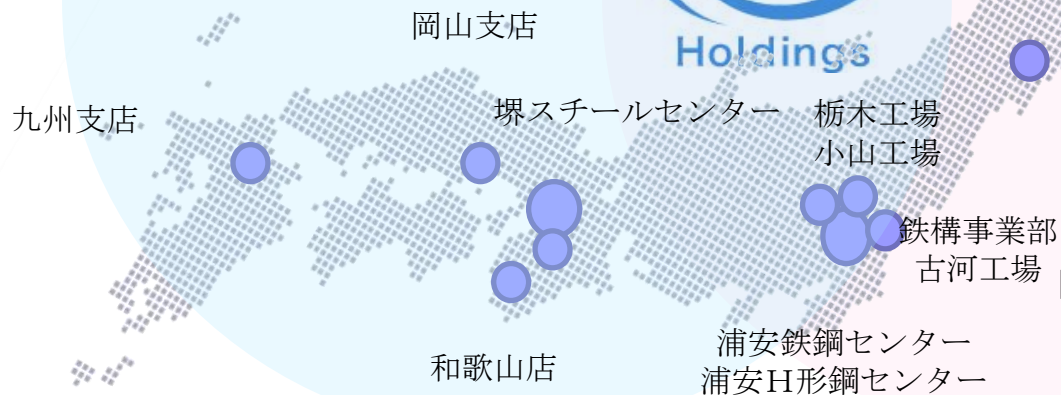 岡山支店
Holdings
九州支店
堺スチールセンター
栃木工場
小山工場
鉄構事業部
古河工場
浦安鉄鋼センター
浦安Ｈ形鋼センター
和歌山店